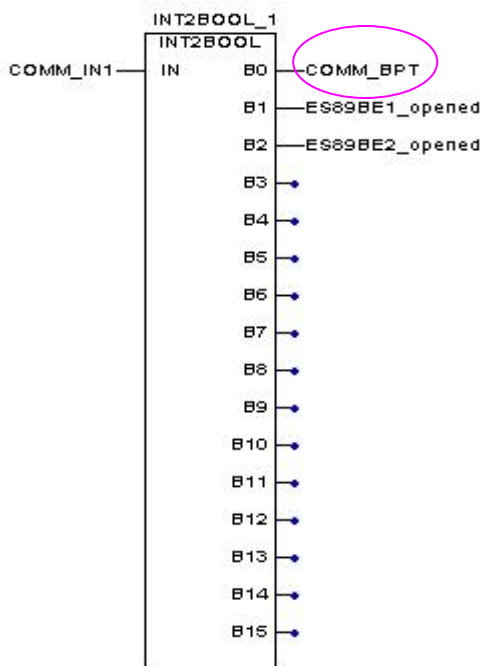 INT2BOOL_1
INT2BOOL
COMM_IN1 IN B0 COMM_BPT
B1 ES89BE1_opened
B2 ES89BE2_opened
B3
B4
B5
B6
B7
B8
B9
B10
B11
B12
B13
B14
B15